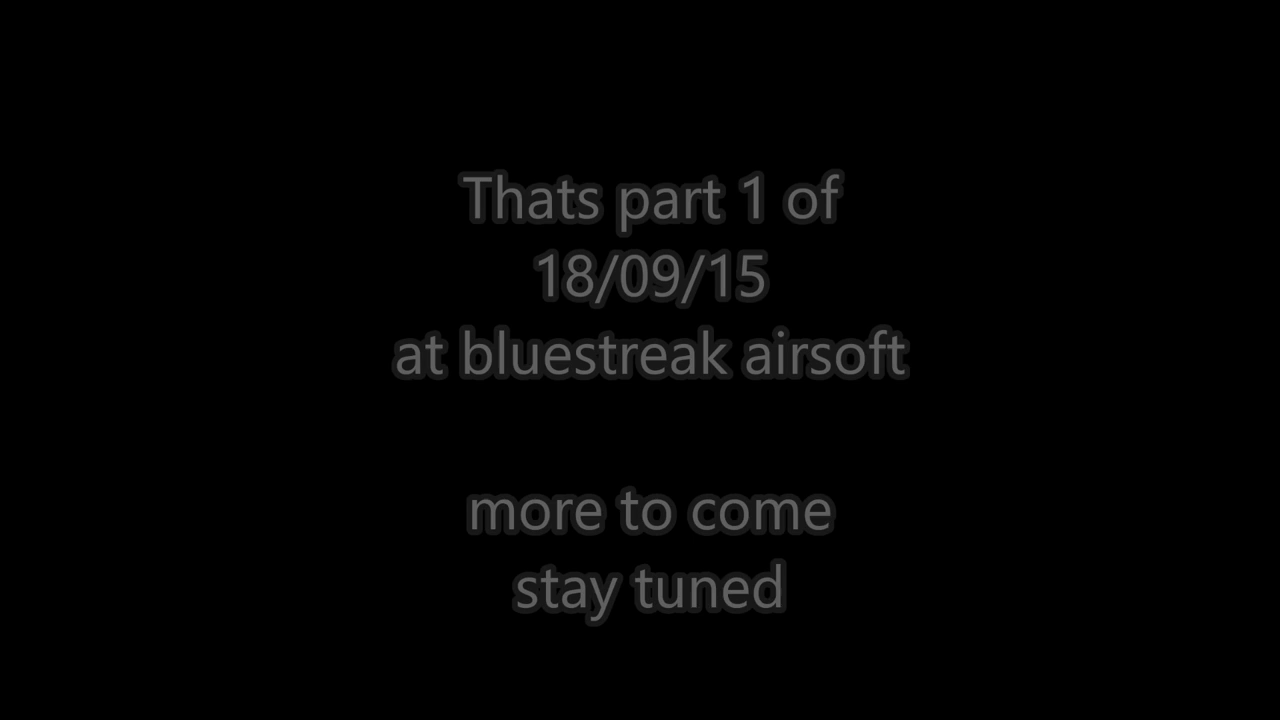 Thats part 1 of
18/09/15
at bluestreak airsoft
more to come
stay tuned